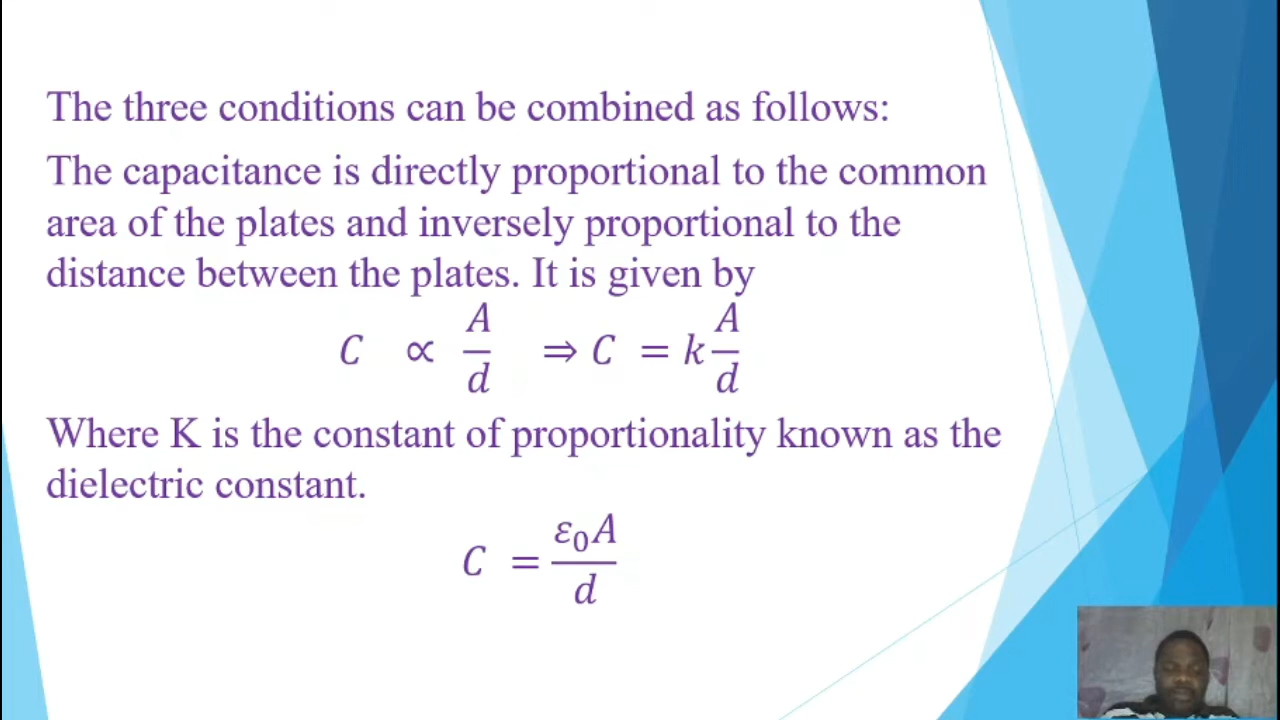 The three conditions can be combined as follows:
The capacitance is directly proportional to the common
area of the plates and inversely proportional to the
distance between the plates. It is given by
C ∝ A/d ⇒ C = k A/d
Where K is the constant of proportionality known as the
dielectric constant.
C = ε₀A/d